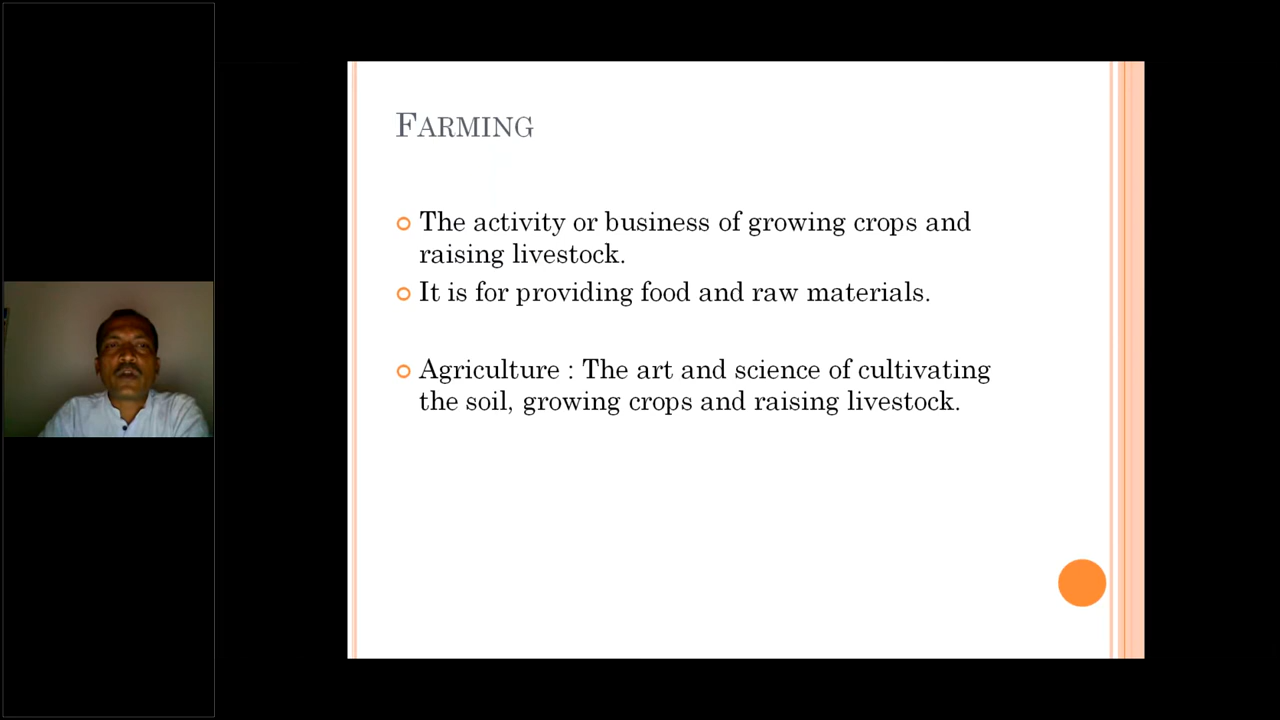 Farming
The activity or business of growing crops and
raising livestock.
It is for providing food and raw materials.
Agriculture : The art and science of cultivating
the soil, growing crops and raising livestock.